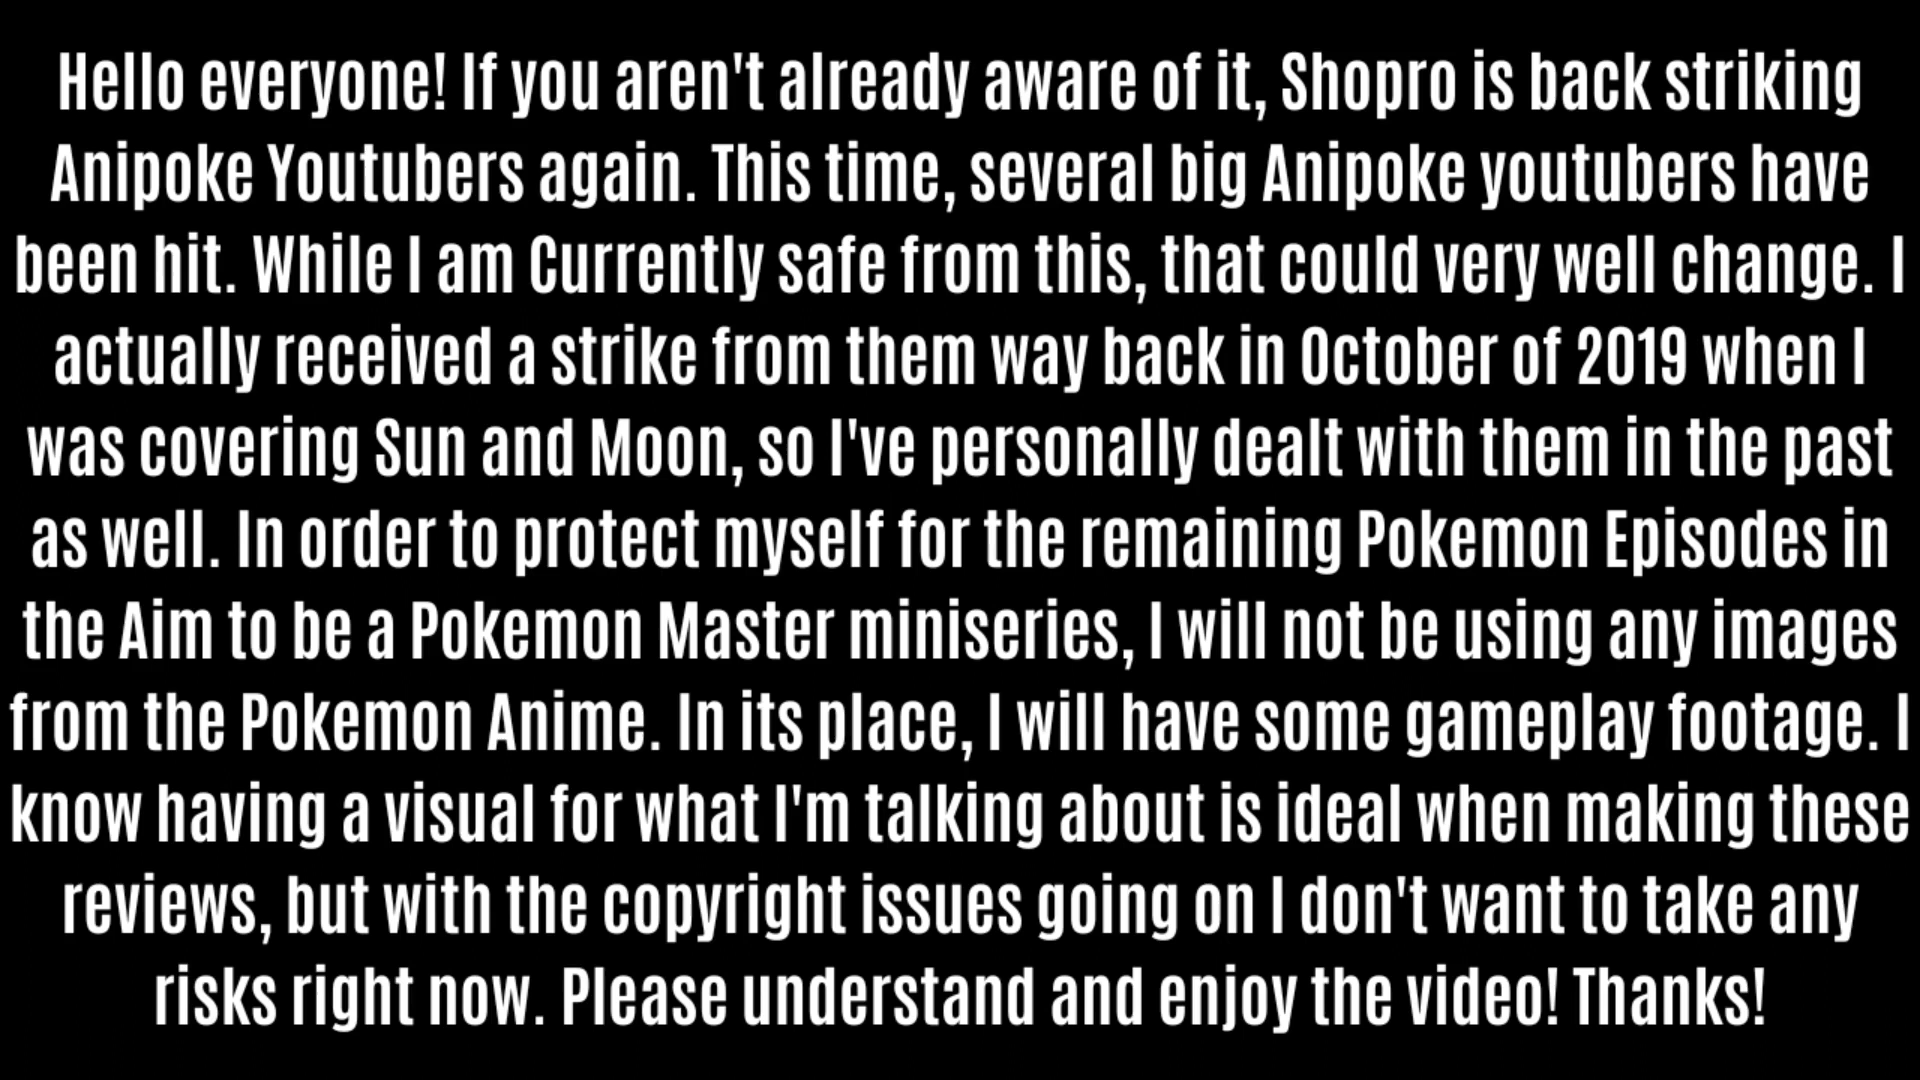 Hello everyone! If you aren't already aware of it, Shopro is back striking
Anipoke Youtubers again. This time, several big Anipoke youtubers have
been hit. While I am Currently safe from this, that could very well change. I
actually received a strike from them way back in October of 2019 when I
was covering Sun and Moon, so I've personally dealt with them in the past
as well. In order to protect myself for the remaining Pokemon Episodes in
the Aim to be a Pokemon Master miniseries, I will not be using any images
from the Pokemon Anime. In its place, I will have some gameplay footage. I
know having a visual for what I'm talking about is ideal when making these
reviews, but with the copyright issues going on I don't want to take any
risks right now. Please understand and enjoy the video! Thanks!